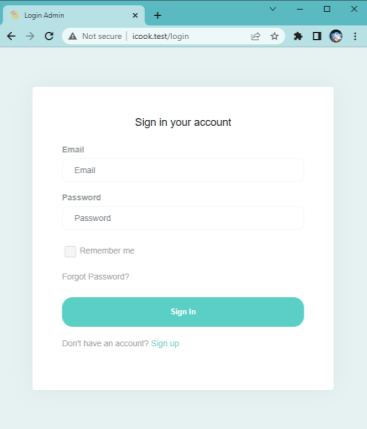 Login Admin
Not secure | icook.test/login
Sign in your account
Email
Email
Password
Password
Remember me
Forgot Password?
Sign In
Don't have an account? Sign up